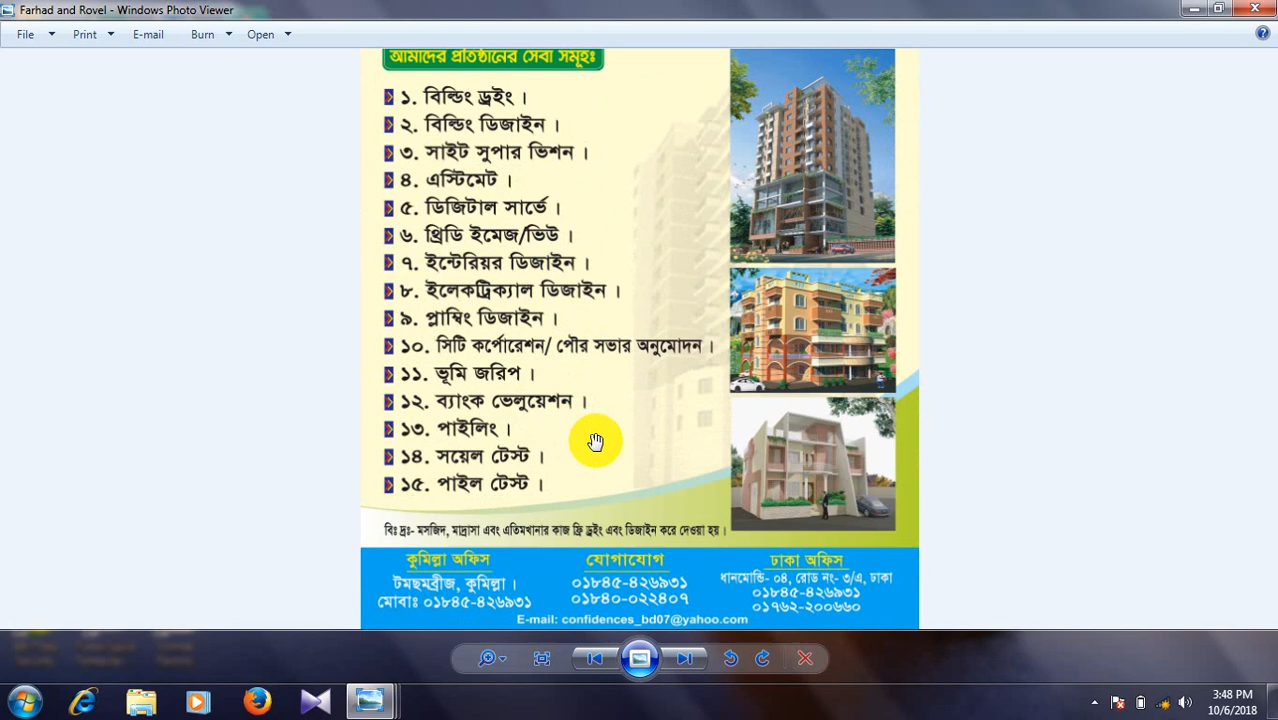 Farhad and Rovel - Windows Photo Viewer
File Print E-mail Burn Open
আমাদের প্রতিষ্ঠানের সেবা সমূহঃ
১. বিল্ডিং ড্রইং ।
২. বিল্ডিং ডিজাইন ।
৩. সাইট সুপার ভিশন ।
৪. এস্টিমেট ।
৫. ডিজিটাল সার্ভে ।
৬. থ্রিডি ইমেজ/ভিউ ।
৭. ইন্টেরিয়র ডিজাইন ।
৮. ইলেকট্রিক্যাল ডিজাইন ।
৯. প্লাম্বিং ডিজাইন ।
১০. সিটি কর্পোরেশন/ পৌর সভার অনুমোদন ।
১১. ভূমি জরিপ ।
১২. ব্যাংক ভেলুয়েশন ।
১৩. পাইলিং ।
১৪. সয়েল টেস্ট ।
১৫. পাইল টেস্ট ।
বিঃ দ্রঃ- মসজিদ, মাদ্রাসা এবং এতিমখানার কাজ ফ্রি ড্রইং এবং ডিজাইন করে দেওয়া হয় ।
কুমিল্লা অফিস
টমছমব্রীজ, কুমিল্লা ।
মোবাঃ ০১৮৪৫-৪২৬৯৩১
যোগাযোগ
০১৮৪৫-৪২৬৯৩১
০১৮৪০-০২২৪০৭
ঢাকা অফিস
ধানমোন্ডি- ০৪, রোড নং- ৩/এ, ঢাকা
০১৮৪৫-৪২৬৯৩১
০১৭৬২-২০০৬৬০
E-mail: confidences_bd07@yahoo.com
3:48 PM
10/6/2018